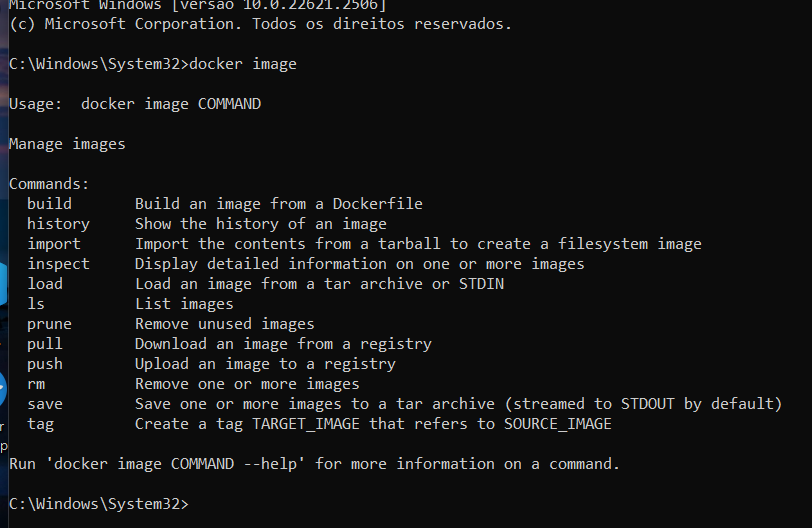 Microsoft Windows [versão 10.0.22621.2506]
(c) Microsoft Corporation. Todos os direitos reservados.
C:\Windows\System32>docker image
Usage:  docker image COMMAND
Manage images
Commands:
  build       Build an image from a Dockerfile
  history     Show the history of an image
  import      Import the contents from a tarball to create a filesystem image
  inspect     Display detailed information on one or more images
  load        Load an image from a tar archive or STDIN
  ls          List images
  prune       Remove unused images
  pull        Download an image from a registry
  push        Upload an image to a registry
  rm          Remove one or more images
  save        Save one or more images to a tar archive (streamed to STDOUT by default)
  tag         Create a tag TARGET_IMAGE that refers to SOURCE_IMAGE
Run 'docker image COMMAND --help' for more information on a command.
C:\Windows\System32>